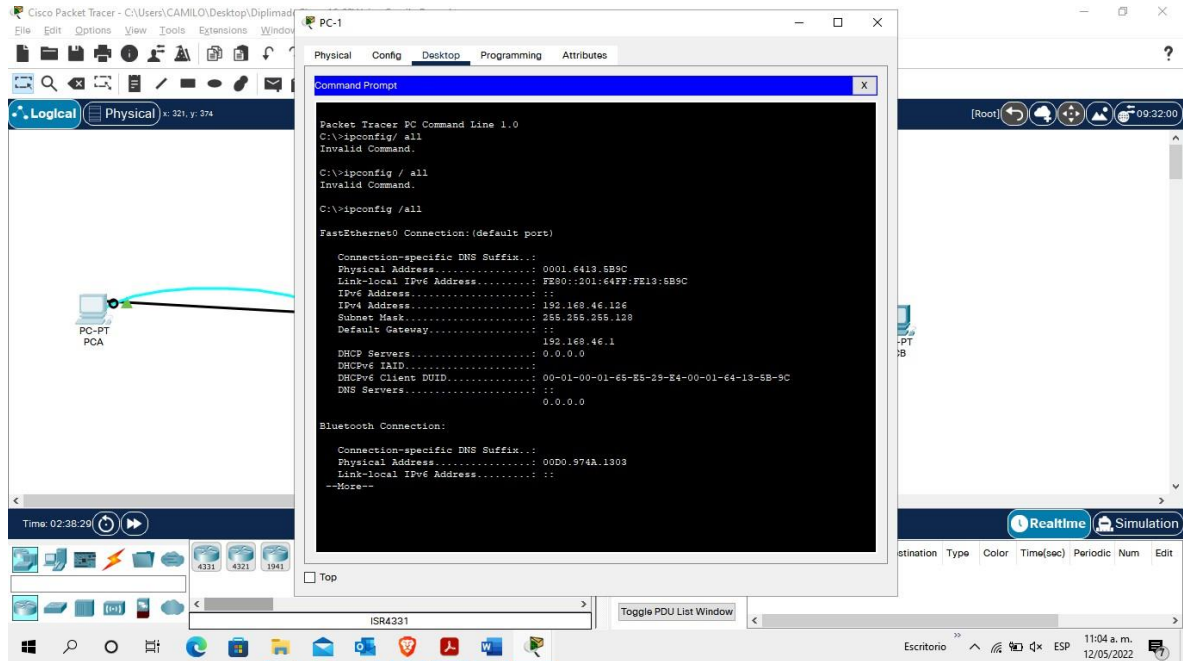 Cisco Packet Tracer - C:\Users\CAMILO\Desktop\Diplimad
File Edit Options View Tools Extensions Window
PC-1
Physical Config Desktop Programming Attributes
?
Command Prompt X
Logical Physical x: 321, y: 374
[Root] 09:32:00
Packet Tracer PC Command Line 1.0
C:\>ipconfig/ all
Invalid Command.
C:\>ipconfig / all
Invalid Command.
C:\>ipconfig /all
FastEthernet0 Connection:(default port)
Connection-specific DNS Suffix..:
Physical Address................: 0001.6413.5B9C
Link-local IPv6 Address.........: FE80::201:64FF:FE13:5B9C
IPv6 Address....................: ::
IPv4 Address....................: 192.168.46.126
Subnet Mask.....................: 255.255.255.128
Default Gateway.................: ::
192.168.46.1
DHCP Servers....................: 0.0.0.0
DHCPv6 IAID.....................:
DHCPv6 Client DUID..............: 00-01-00-01-65-E5-29-E4-00-01-64-13-5B-9C
DNS Servers.....................: ::
0.0.0.0
Bluetooth Connection:
Connection-specific DNS Suffix..:
Physical Address................: 00D0.974A.1303
Link-local IPv6 Address.........: ::
--More--
PC-PT
PCA
-PT
CB
Time: 02:38:29
Realtime Simulation
4331 4321 1941
Top
stination Type Color Time(sec) Periodic Num Edit
ISR4331
Toggle PDU List Window
Escritorio ESP 11:04 a. m.
12/05/2022
7